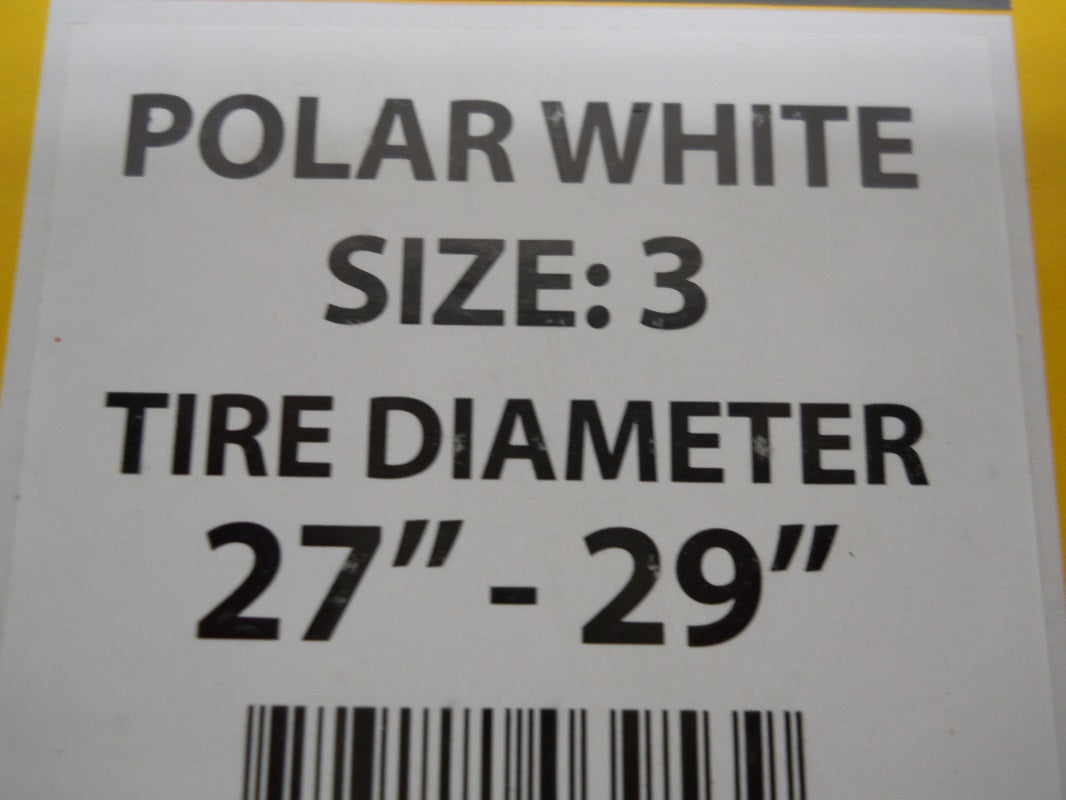 POLAR WHITE
SIZE: 3
TIRE DIAMETER
27” - 29”